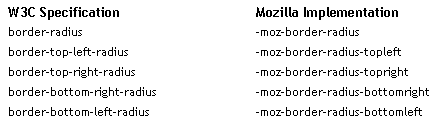 W3C Specification Mozilla Implementation
border-radius -moz-border-radius
border-top-left-radius -moz-border-radius-topleft
border-top-right-radius -moz-border-radius-topright
border-bottom-right-radius -moz-border-radius-bottomright
border-bottom-left-radius -moz-border-radius-bottomleft